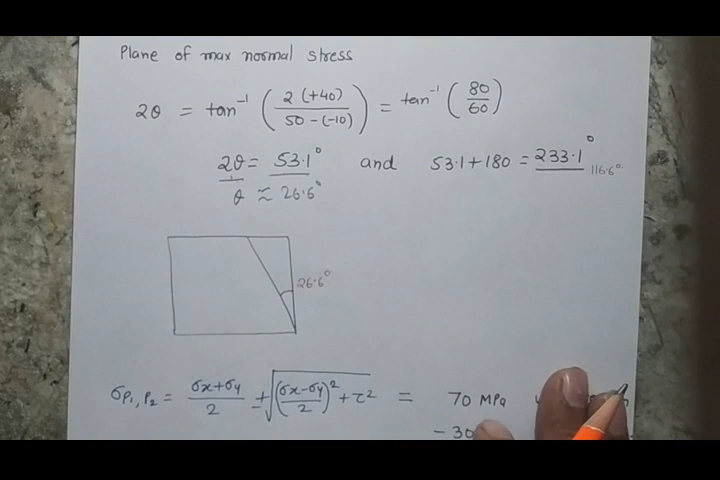 Plane of max normal stress
2θ = tan⁻¹ ( 2 (+40) / 50 - (-10) ) = tan⁻¹ ( 80 / 60 )
2θ = 53.1° and 53.1 + 180 = 233.1°
θ ≈ 26.6° 116.6°
26.6°
σP₁, P₂ = σx + σy / 2 ± √( (σx - σy / 2)² + τ² ) = 70 MPa
- 30